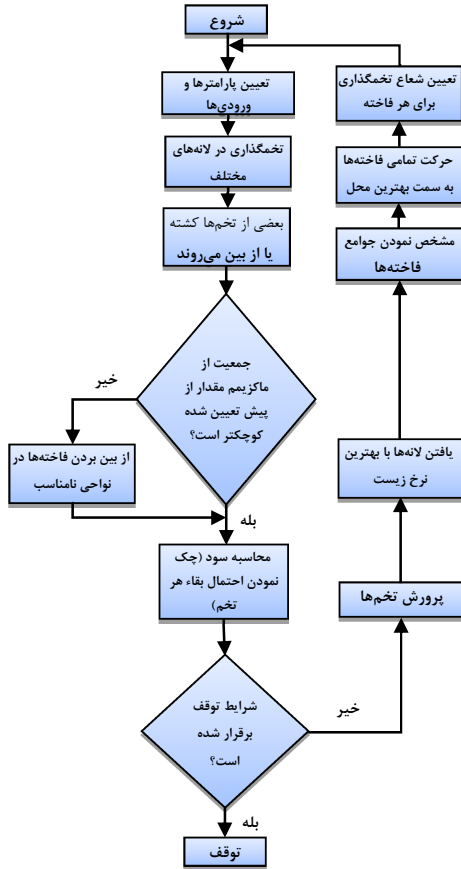 شروع
تعیین پارامترها و
ورودی‌ها
تخمگذاری در لانه‌های
مختلف
بعضی از تخم‌ها کشته
یا از بین می‌روند
جمعیت از
ماکزیمم مقدار از
پیش تعیین شده
کوچکتر است؟
خیر
از بین بردن فاخته‌ها در
نواحی نامناسب
بله
محاسبه سود (چک
نمودن احتمال بقاء هر
تخم)
شرایط توقف
برقرار شده
است؟
بله
توقف
خیر
پرورش تخم‌ها
یافتن لانه‌ها با بهترین
نرخ زیست
مشخص نمودن جوامع
فاخته‌ها
حرکت تمامی فاخته‌ها
به سمت بهترین محل
تعیین شعاع تخمگذاری
برای هر فاخته